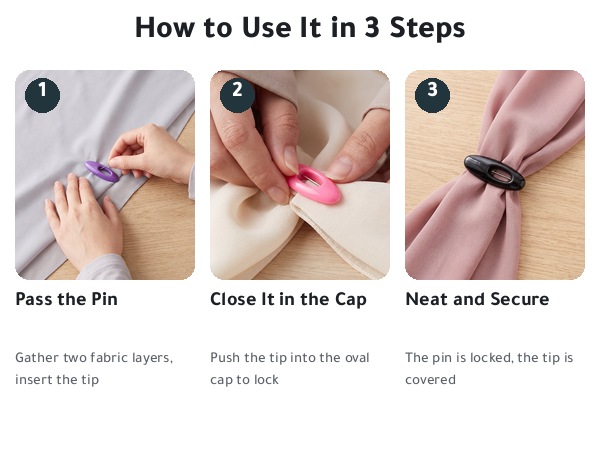 How to Use It in 3 Steps
1
2
3
Pass the Pin
Close It in the Cap
Neat and Secure
Gather two fabric layers,
insert the tip
Push the tip into the oval
cap to lock
The pin is locked, the tip is
covered